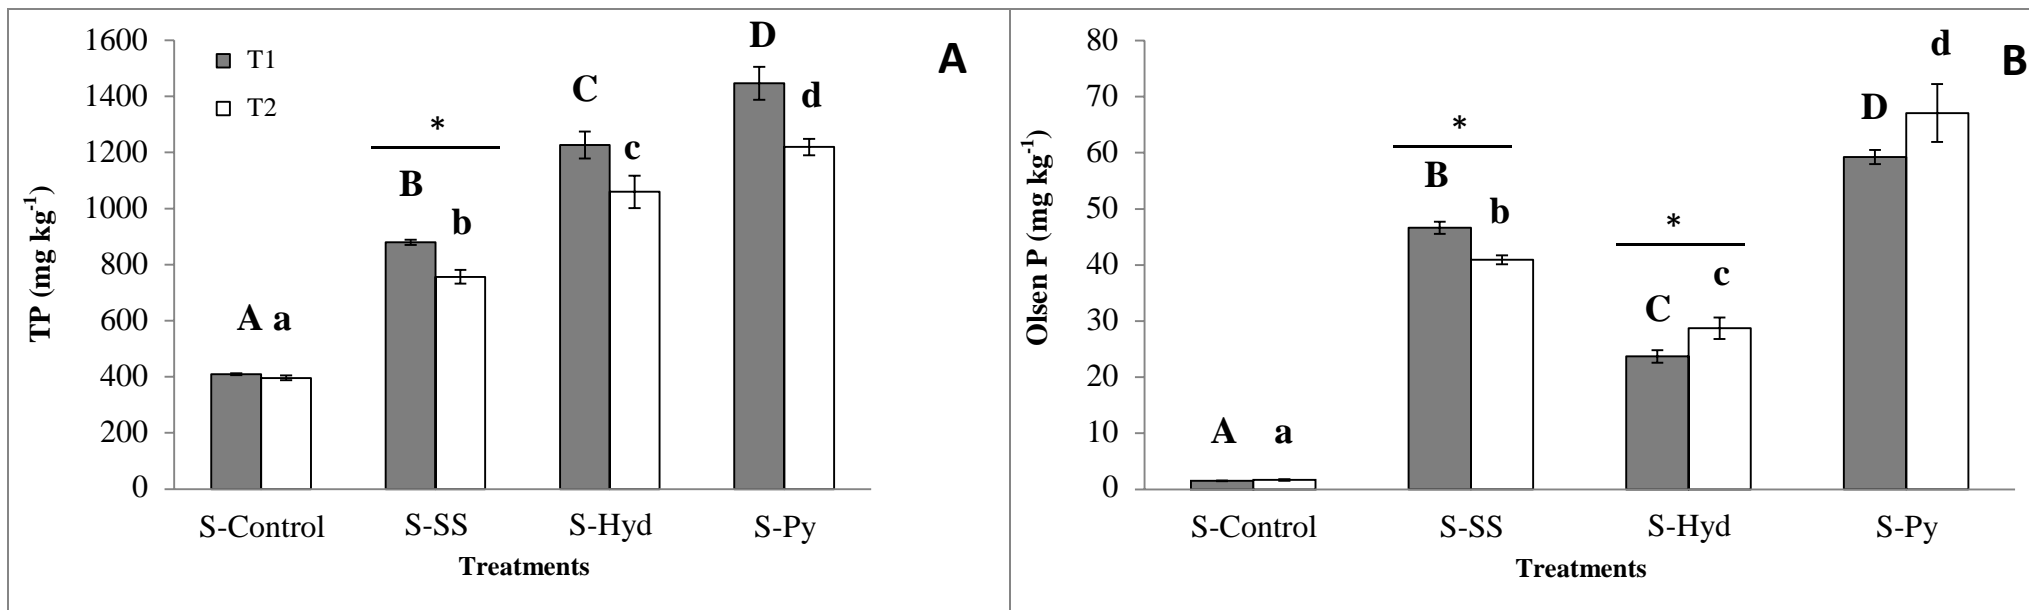 A
T1
T2
1600
1400
1200
1000
800
600
400
200
0
TP (mg kg-1)
A a
*
B
b
C
c
D
d
S-Control
S-SS
S-Hyd
S-Py
Treatments
B
80
70
60
50
40
30
20
10
0
Olsen P (mg kg-1)
A
a
*
B
b
*
C
c
D
d
S-Control
S-SS
S-Hyd
S-Py
Treatments